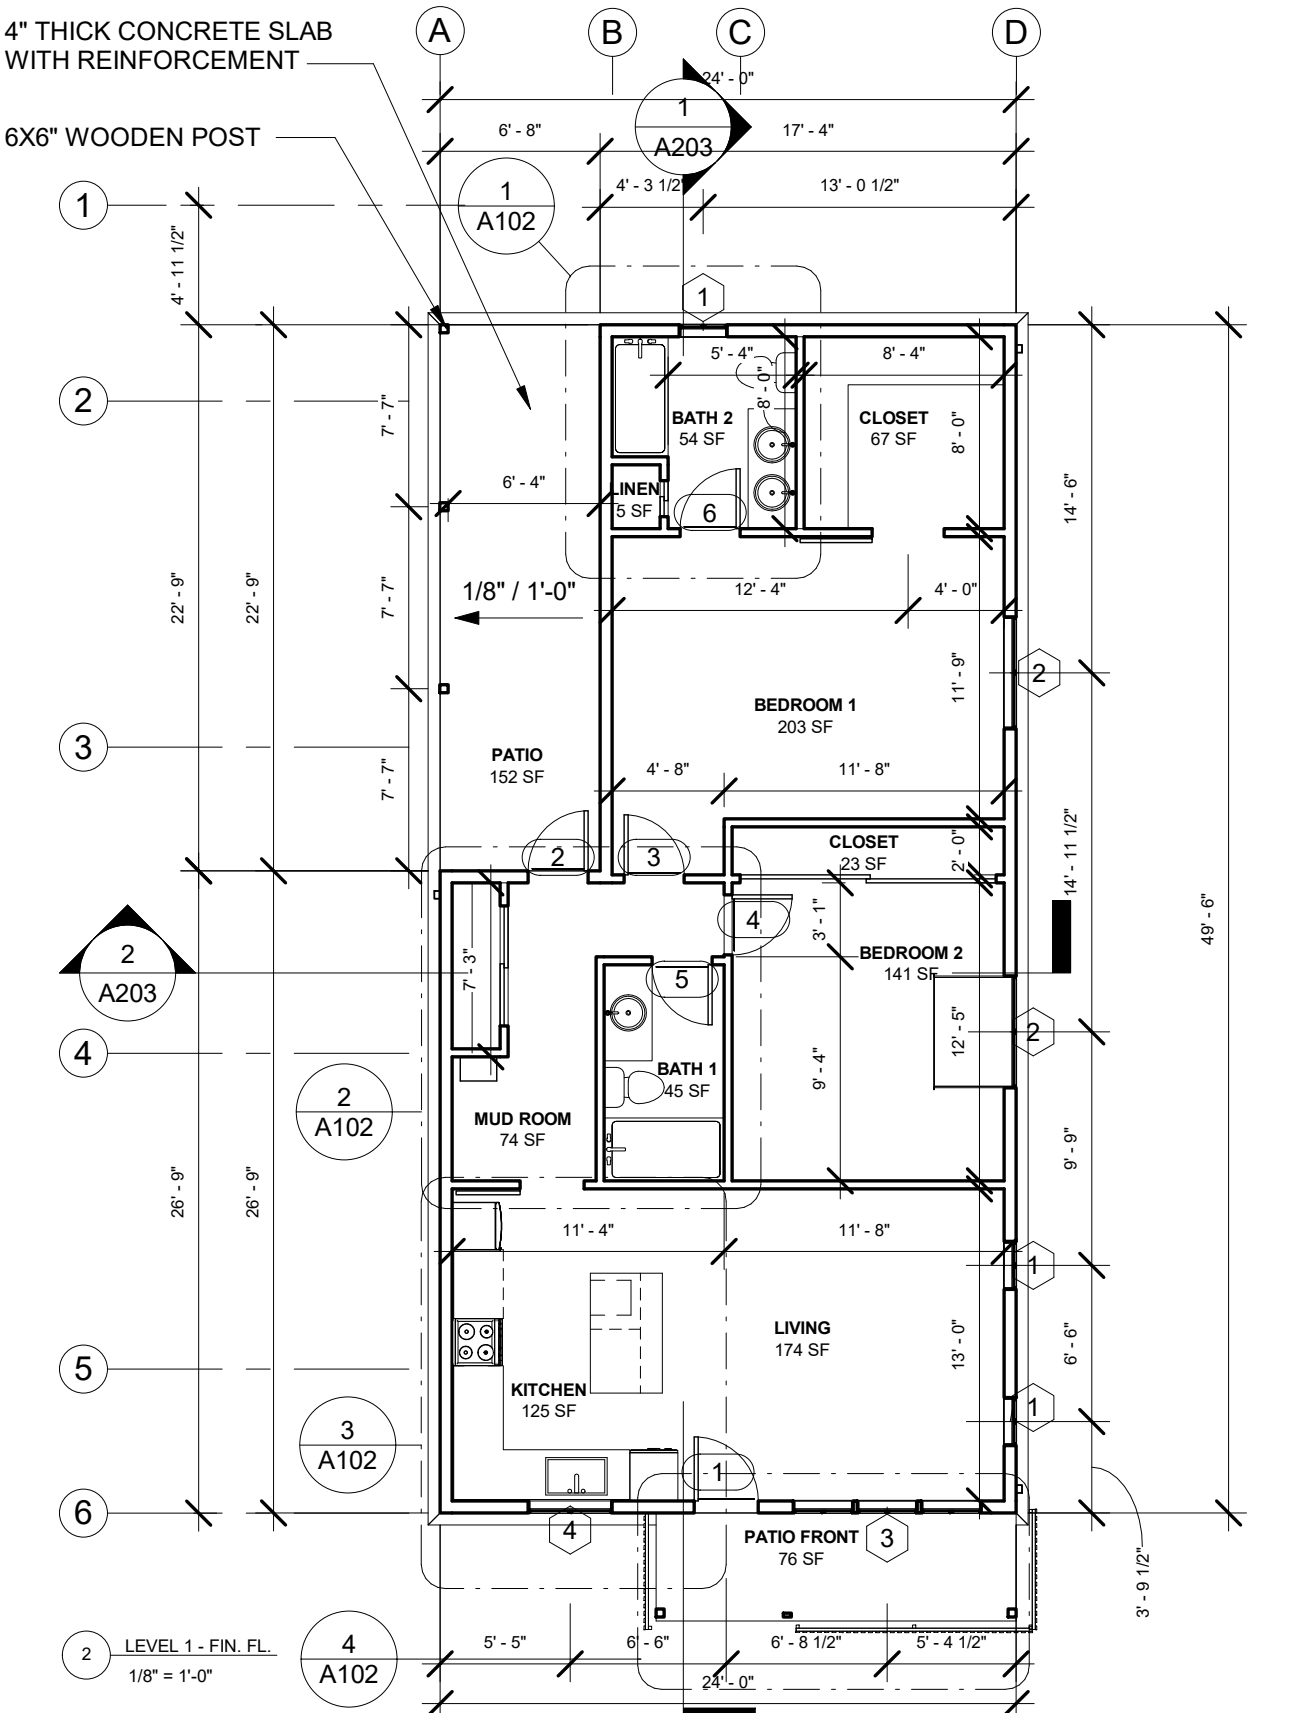 4" THICK CONCRETE SLAB
WITH REINFORCEMENT
6X6" WOODEN POST
A
B
C
D
24' - 0"
6' - 8"
17' - 4"
1
A203
4' - 3 1/2"
13' - 0 1/2"
1
A102
1
4' - 11 1/2"
1
2
7' - 7"
5' - 4"
8' - 4"
8' - 0"
BATH 2
54 SF
CLOSET
67 SF
8' - 0"
6' - 4"
LINEN
5 SF
6
14' - 6"
1/8" / 1'-0"
12' - 4"
4' - 0"
22' - 9"
22' - 9"
7' - 7"
11' - 9"
2
BEDROOM 1
203 SF
3
PATIO
152 SF
7' - 7"
4' - 8"
11' - 8"
2
3
CLOSET
23 SF
2' - 0"
14' - 11 1/2"
4
3' - 1"
49' - 6"
2
A203
7' - 3"
BEDROOM 2
141 SF
5
12' - 5"
2
4
BATH 1
45 SF
9' - 4"
2
A102
MUD ROOM
74 SF
9' - 9"
26' - 9"
26' - 9"
11' - 4"
11' - 8"
1
LIVING
174 SF
13' - 0"
6' - 6"
5
KITCHEN
125 SF
1
3
A102
1
6
4
PATIO FRONT
76 SF
3
3' - 9 1/2"
2
LEVEL 1 - FIN. FL.
1/8" = 1'-0"
4
A102
5' - 5"
6' - 6"
6' - 8 1/2"
5' - 4 1/2"
24' - 0"